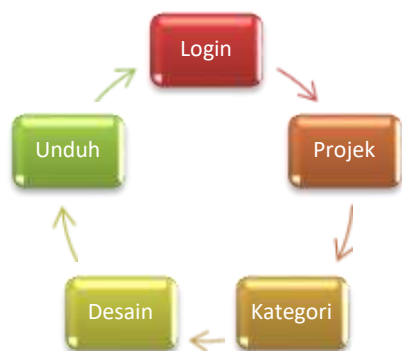 Login
Projek
Kategori
Desain
Unduh